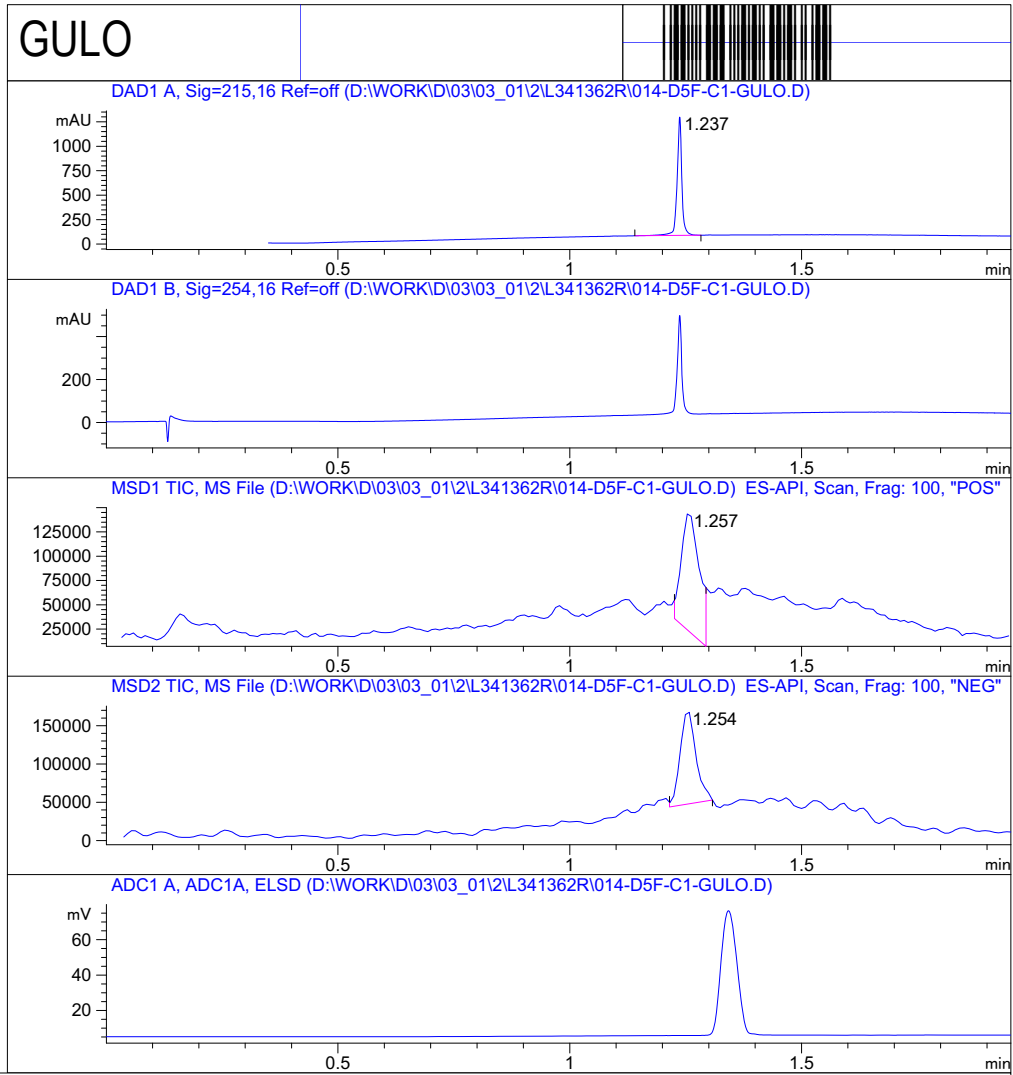 GULO
DAD1 A, Sig=215,16 Ref=off (D:\WORK\D\03\03_01\2\L341362R\014-D5F-C1-GULO.D)
mAU
1000
750
500
250
0
1.237
0.5 1 1.5 min
DAD1 B, Sig=254,16 Ref=off (D:\WORK\D\03\03_01\2\L341362R\014-D5F-C1-GULO.D)
mAU
200
0
0.5 1 1.5 min
MSD1 TIC, MS File (D:\WORK\D\03\03_01\2\L341362R\014-D5F-C1-GULO.D) ES-API, Scan, Frag: 100, "POS"
125000
100000
75000
50000
25000
1.257
0.5 1 1.5 min
MSD2 TIC, MS File (D:\WORK\D\03\03_01\2\L341362R\014-D5F-C1-GULO.D) ES-API, Scan, Frag: 100, "NEG"
150000
100000
50000
0
1.254
0.5 1 1.5 min
ADC1 A, ADC1A, ELSD (D:\WORK\D\03\03_01\2\L341362R\014-D5F-C1-GULO.D)
mV
60
40
20
0.5 1 1.5 min